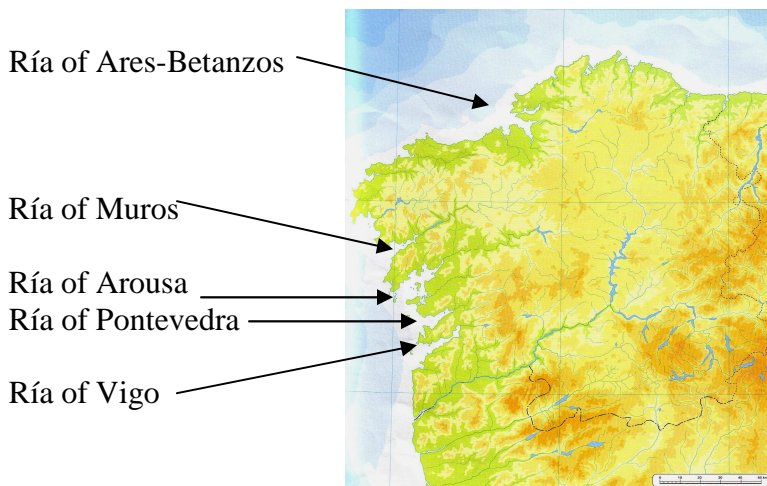 Ría of Ares-Betanzos
Ría of Muros
Ría of Arousa
Ría of Pontevedra
Ría of Vigo